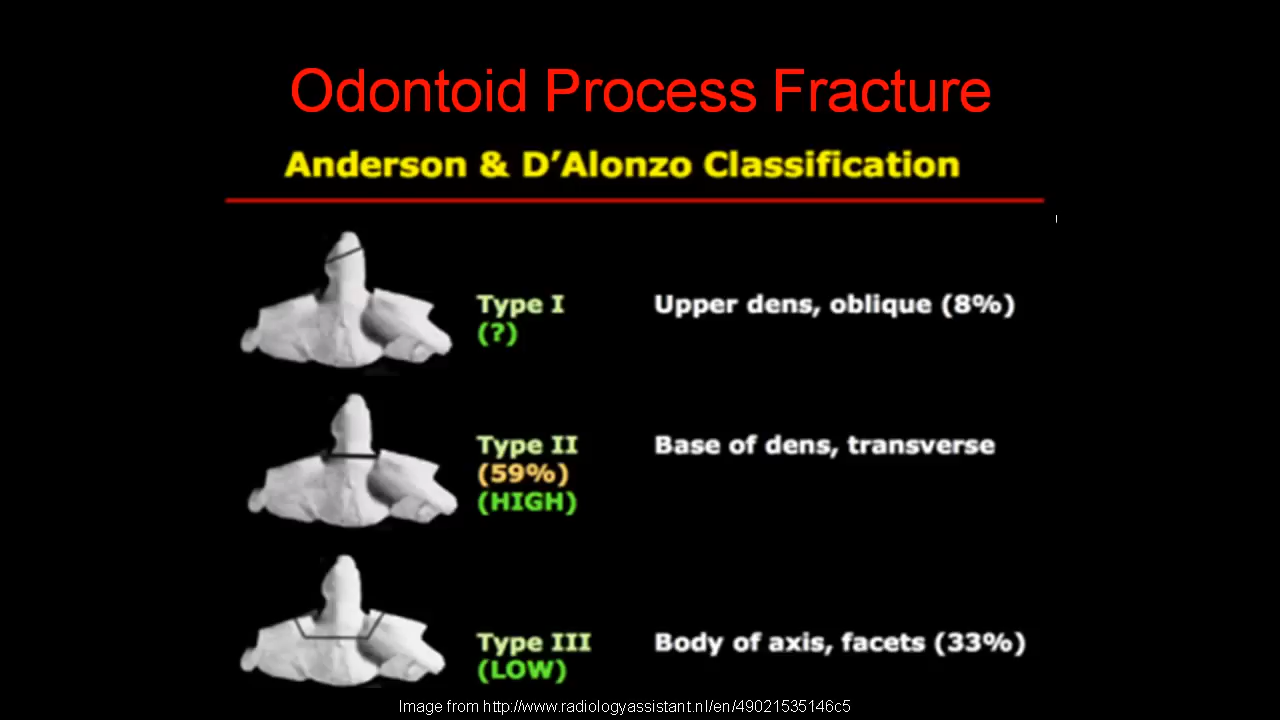 Odontoid Process Fracture
Anderson & D’Alonzo Classification
Type I Upper dens, oblique (8%)
(?)
Type II Base of dens, transverse
(59%)
(HIGH)
Type III Body of axis, facets (33%)
(LOW)
Image from http://www.radiologyassistant.nl/en/49021535146c5